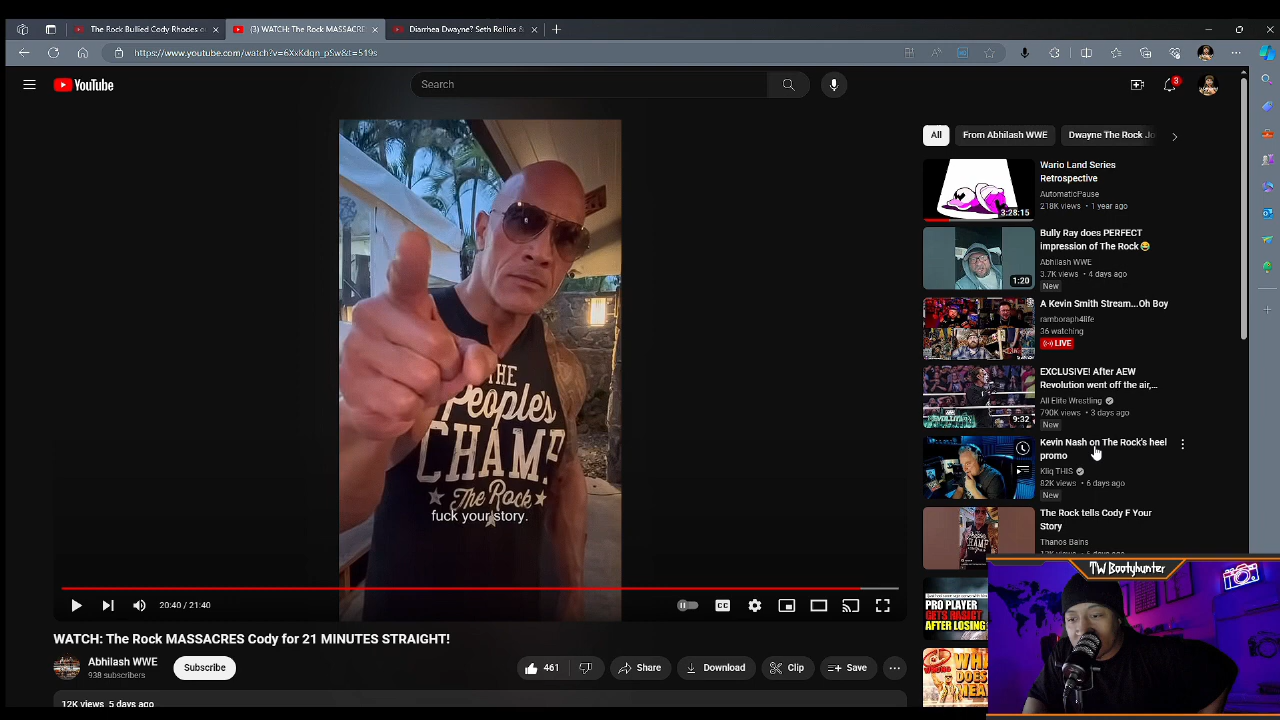 The Rock Bullied Cody Rhodes o
(3) WATCH: The Rock MASSACRE
Diarrhea Dwayne? Seth Rollins &
https://www.youtube.com/watch?v=6XxKdqn_pSw&t=519s
YouTube
Search
3
All
From Abhilash WWE
Dwayne The Rock Jo
Wario Land Series
Retrospective
AutomaticPause
218K views • 1 year ago
3:28:15
Bully Ray does PERFECT
impression of The Rock 😂
Abhilash WWE
3.7K views • 4 days ago
1:20
New
A Kevin Smith Stream...Oh Boy
ramboraph4life
36 watching
LIVE
EXCLUSIVE! After AEW
Revolution went off the air,...
All Elite Wrestling
790K views • 3 days ago
9:32
New
Kevin Nash on The Rock's heel
promo
Kliq THIS
82K views • 6 days ago
New
The Rock tells Cody F Your
Story
Thanos Bains
THE
People's
CHAMP
The Rock
fuck your story.
20:40 / 21:40
CC
WATCH: The Rock MASSACRES Cody for 21 MINUTES STRAIGHT!
Abhilash WWE
938 subscribers
Subscribe
461
Share
Download
Clip
Save
12K views 5 days ago
TW Bootyhunter
PRO PLAYER
AFTER LOSING
DOES